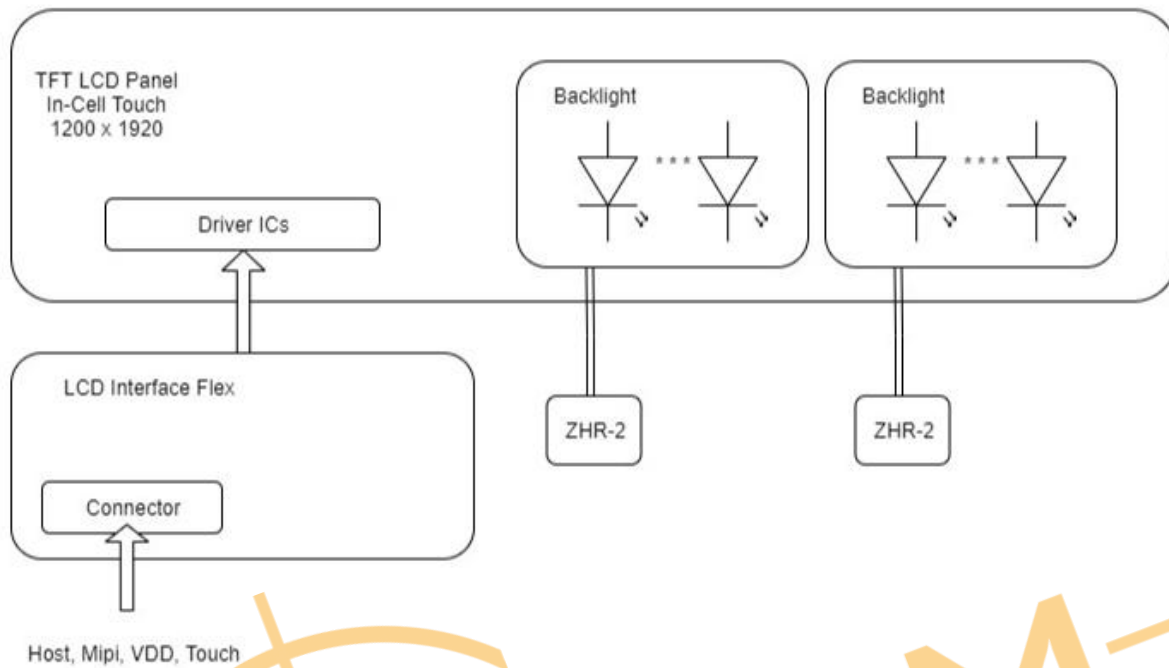 TFT LCD Panel
In-Cell Touch
1200 x 1920
Backlight
* * *
Backlight
* * *
Driver ICs
LCD Interface Flex
ZHR-2
ZHR-2
Connector
Host, Mipi, VDD, Touch